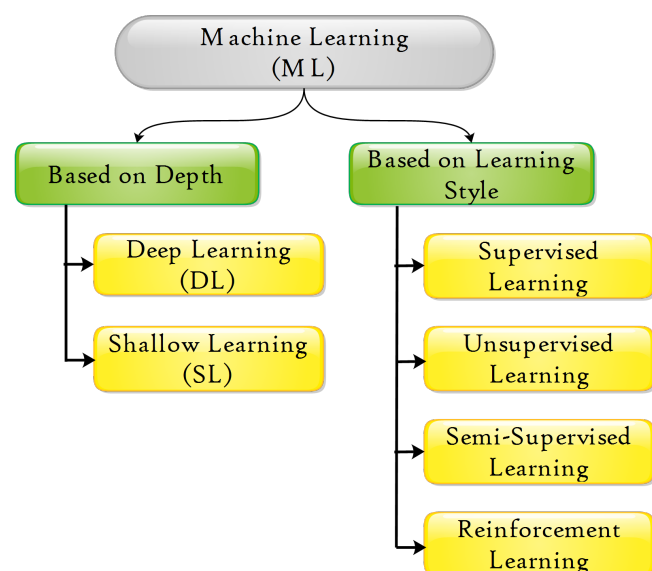 Machine Learning
(ML)
Based on Depth
Deep Learning
(DL)
Shallow Learning
(SL)
Based on Learning
Style
Supervised
Learning
Unsupervised
Learning
Semi-Supervised
Learning
Reinforcement
Learning